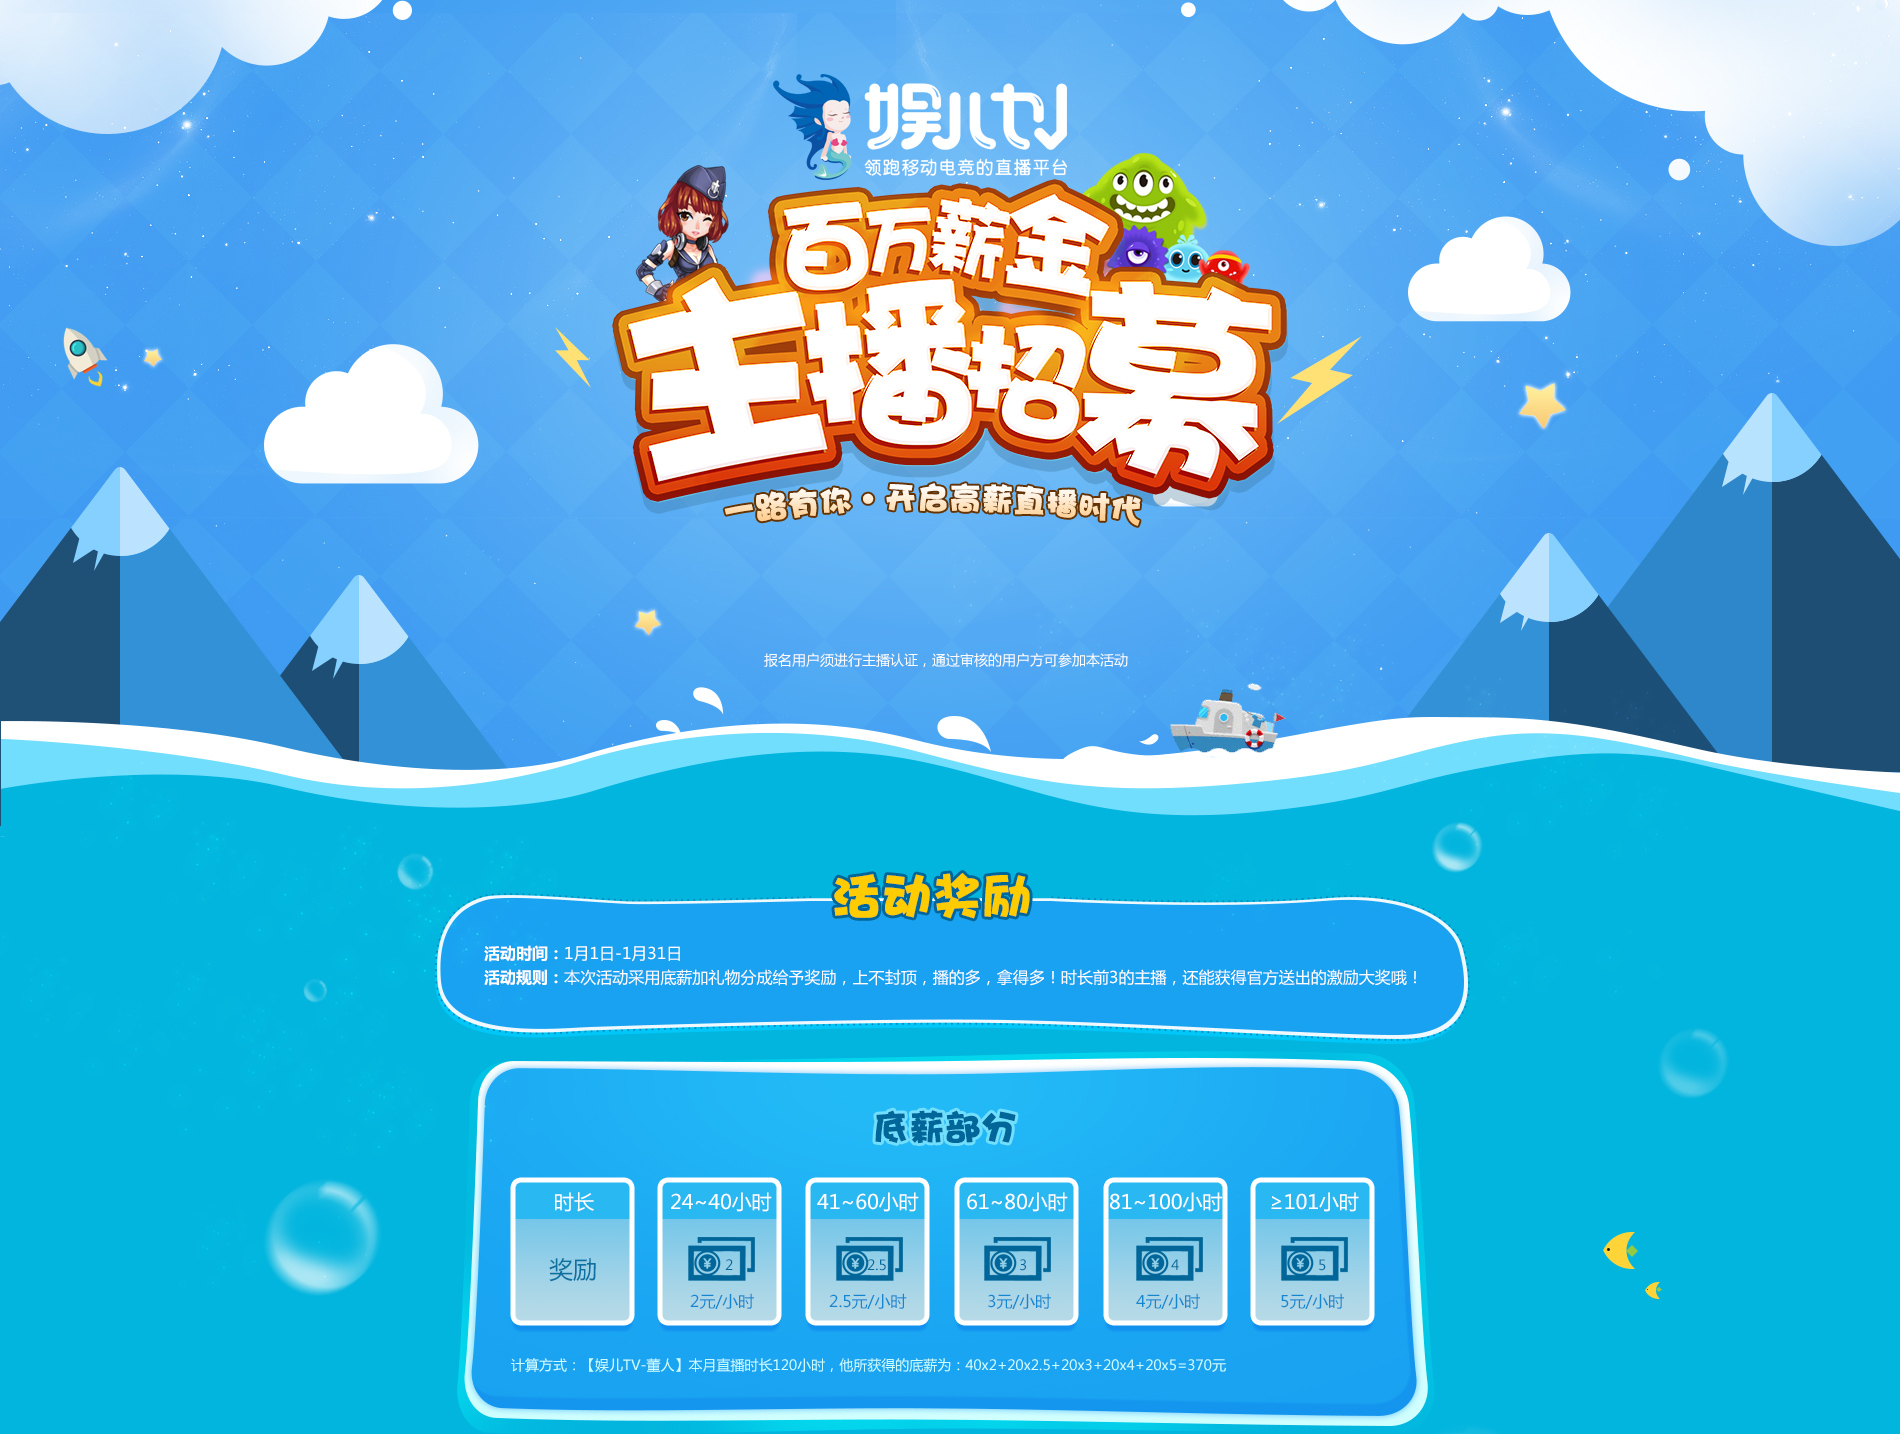 娱儿TV
领跑移动电竞的直播平台
百万薪金
主播招募
一路有你·开启高薪直播时代
报名用户须进行主播认证，通过审核的用户方可参加本活动
活动奖励
活动时间：1月1日-1月31日
活动规则：本次活动采用底薪加礼物分成给予奖励，上不封顶，播的多，拿得多！时长前3的主播，还能获得官方送出的激励大奖哦！
底薪部分
时长 24~40小时 41~60小时 61~80小时 81~100小时 ≥101小时
¥ 2 ¥ 2.5 ¥ 3 ¥ 4 ¥ 5
奖励 2元/小时 2.5元/小时 3元/小时 4元/小时 5元/小时
计算方式：【娱儿TV-董人】本月直播时长120小时，他所获得的底薪为：40x2+20x2.5+20x3+20x4+20x5=370元